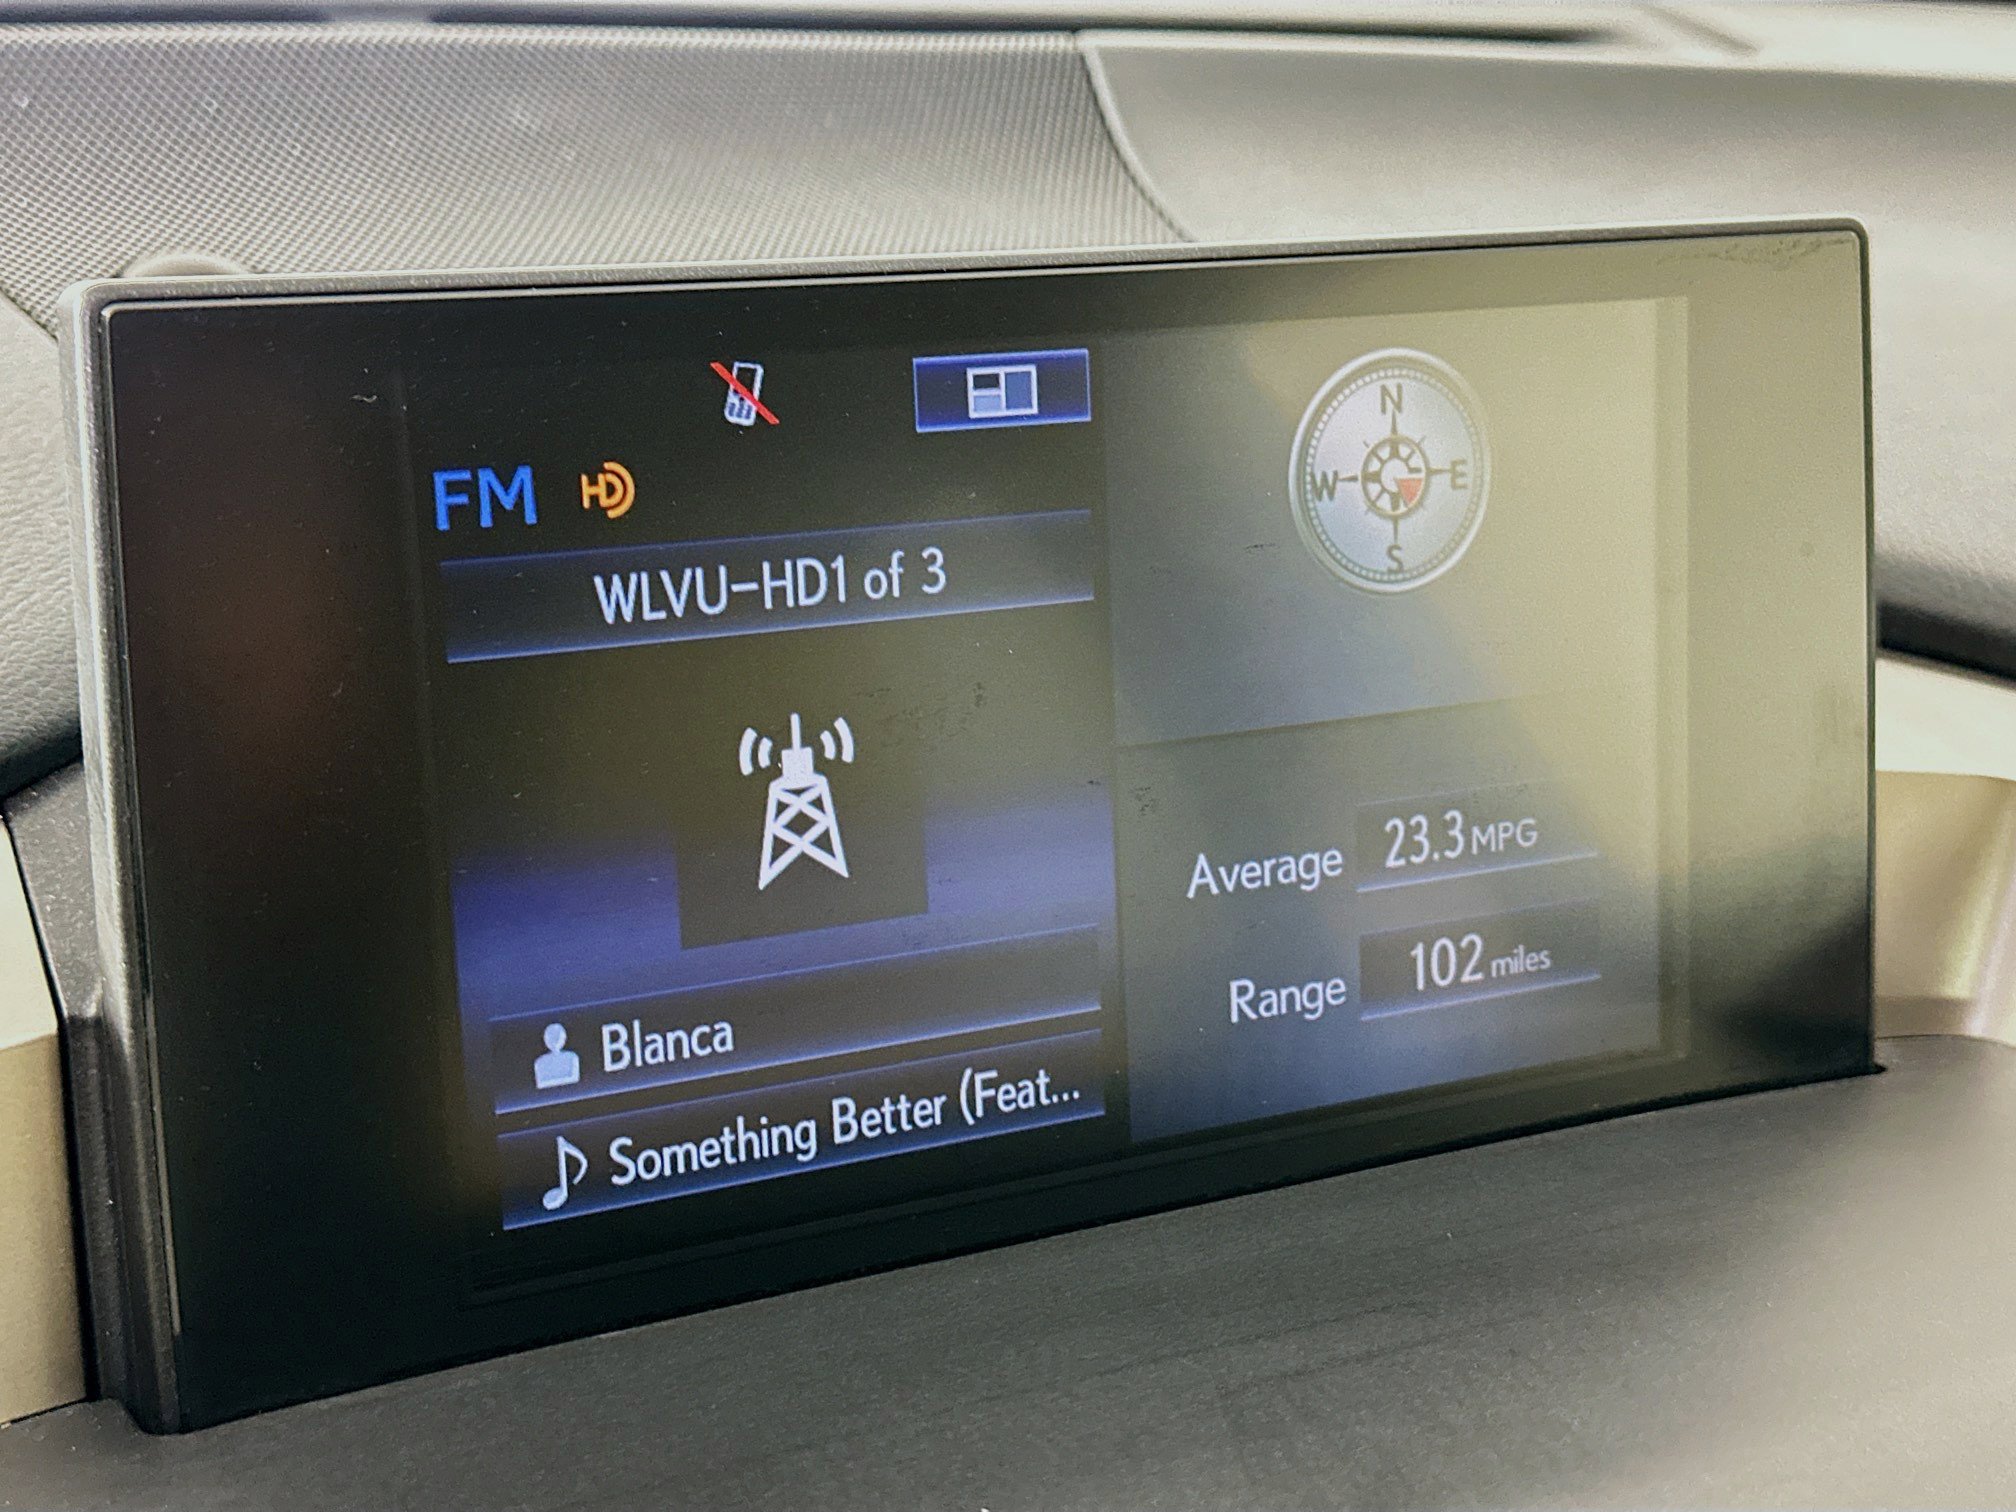 FM HD
WLVU-HD1 of 3
Blanca
Something Better (Feat...
N
W E
S
Average 23.3 MPG
Range 102 miles